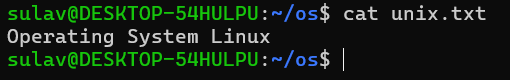 sulav@DESKTOP-54HULPU:~/os$ cat unix.txt
Operating System Linux
sulav@DESKTOP-54HULPU:~/os$